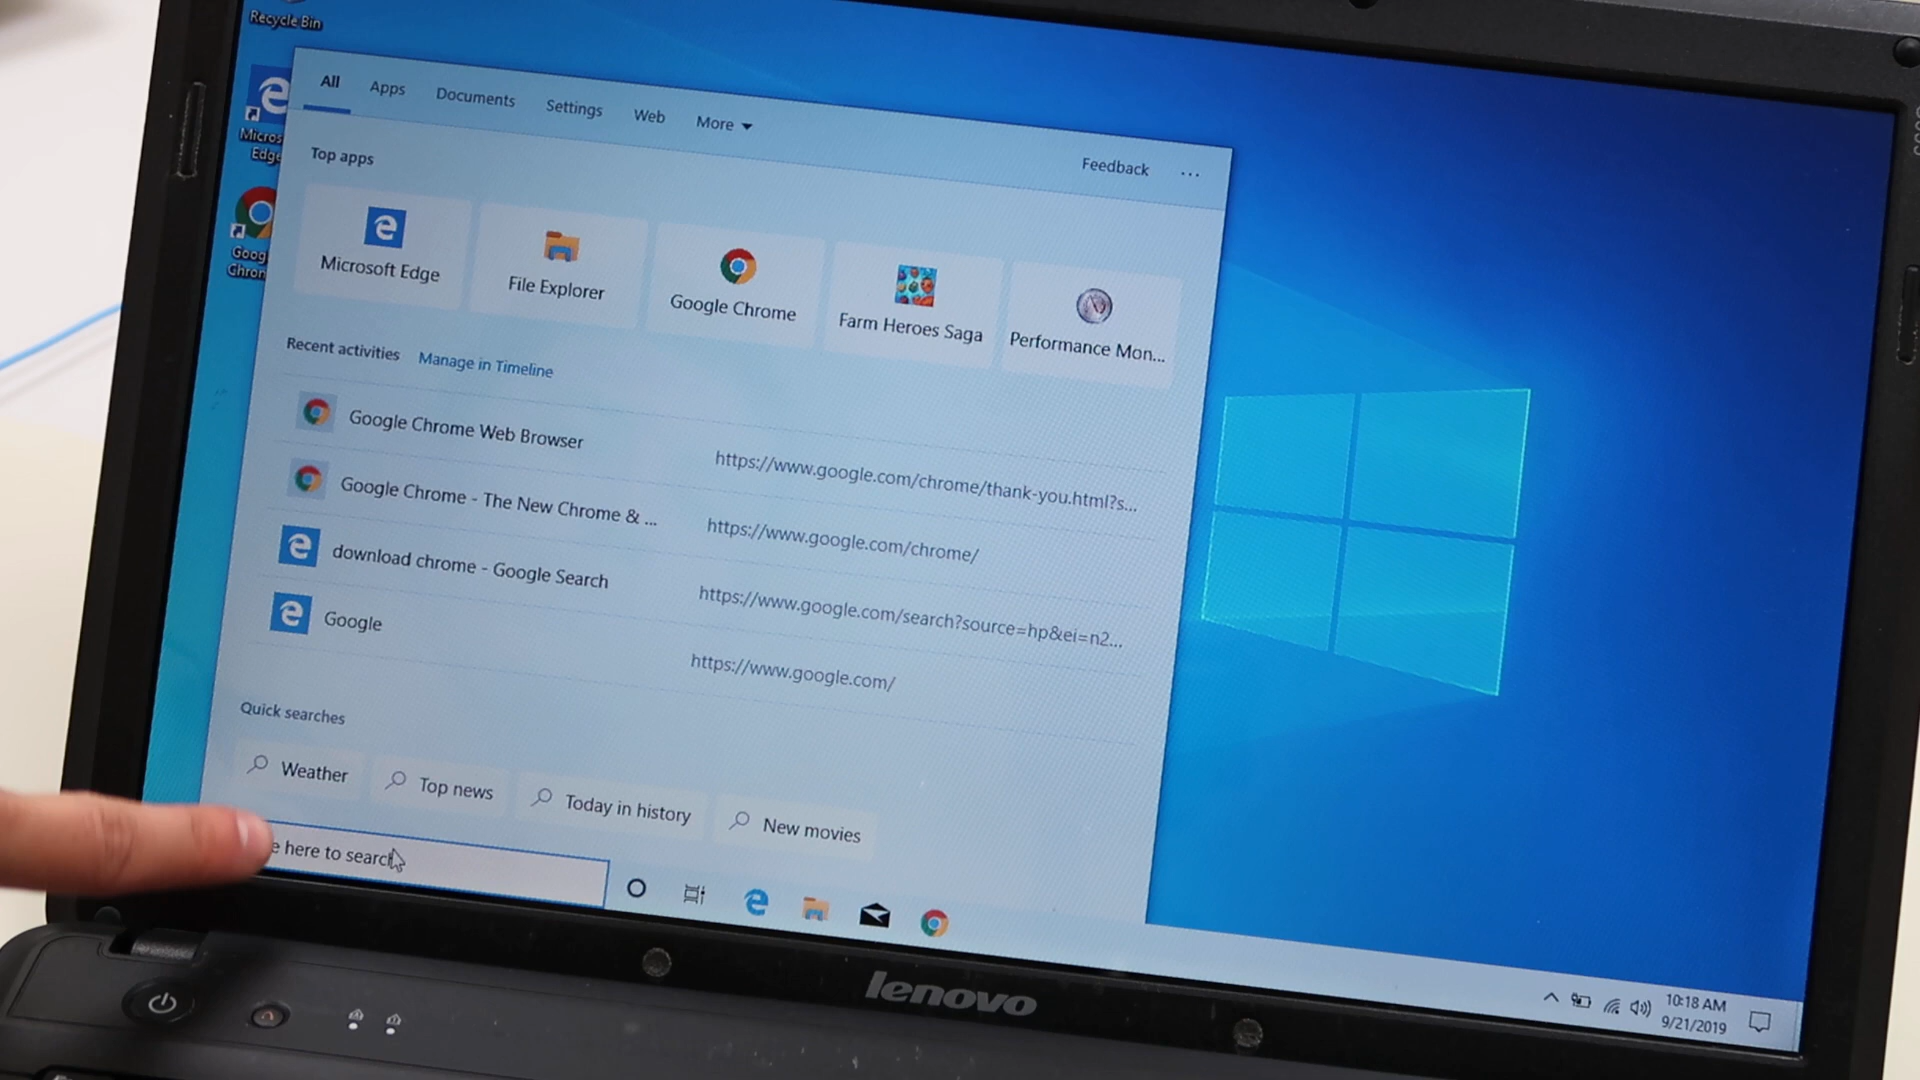 Recycle Bin
All Apps Documents Settings Web More
Feedback ...
Micros
Edge
Top apps
Microsoft Edge
File Explorer
Google Chrome
Farm Heroes Saga
Performance Mon...
Goog
Chron
Recent activities Manage in Timeline
Google Chrome Web Browser https://www.google.com/chrome/thank-you.html?s...
Google Chrome - The New Chrome & ... https://www.google.com/chrome/
download chrome - Google Search https://www.google.com/search?source=hp&ei=n2...
Google https://www.google.com/
Quick searches
Weather Top news Today in history New movies
e here to search
10:18 AM
9/21/2019
lenovo